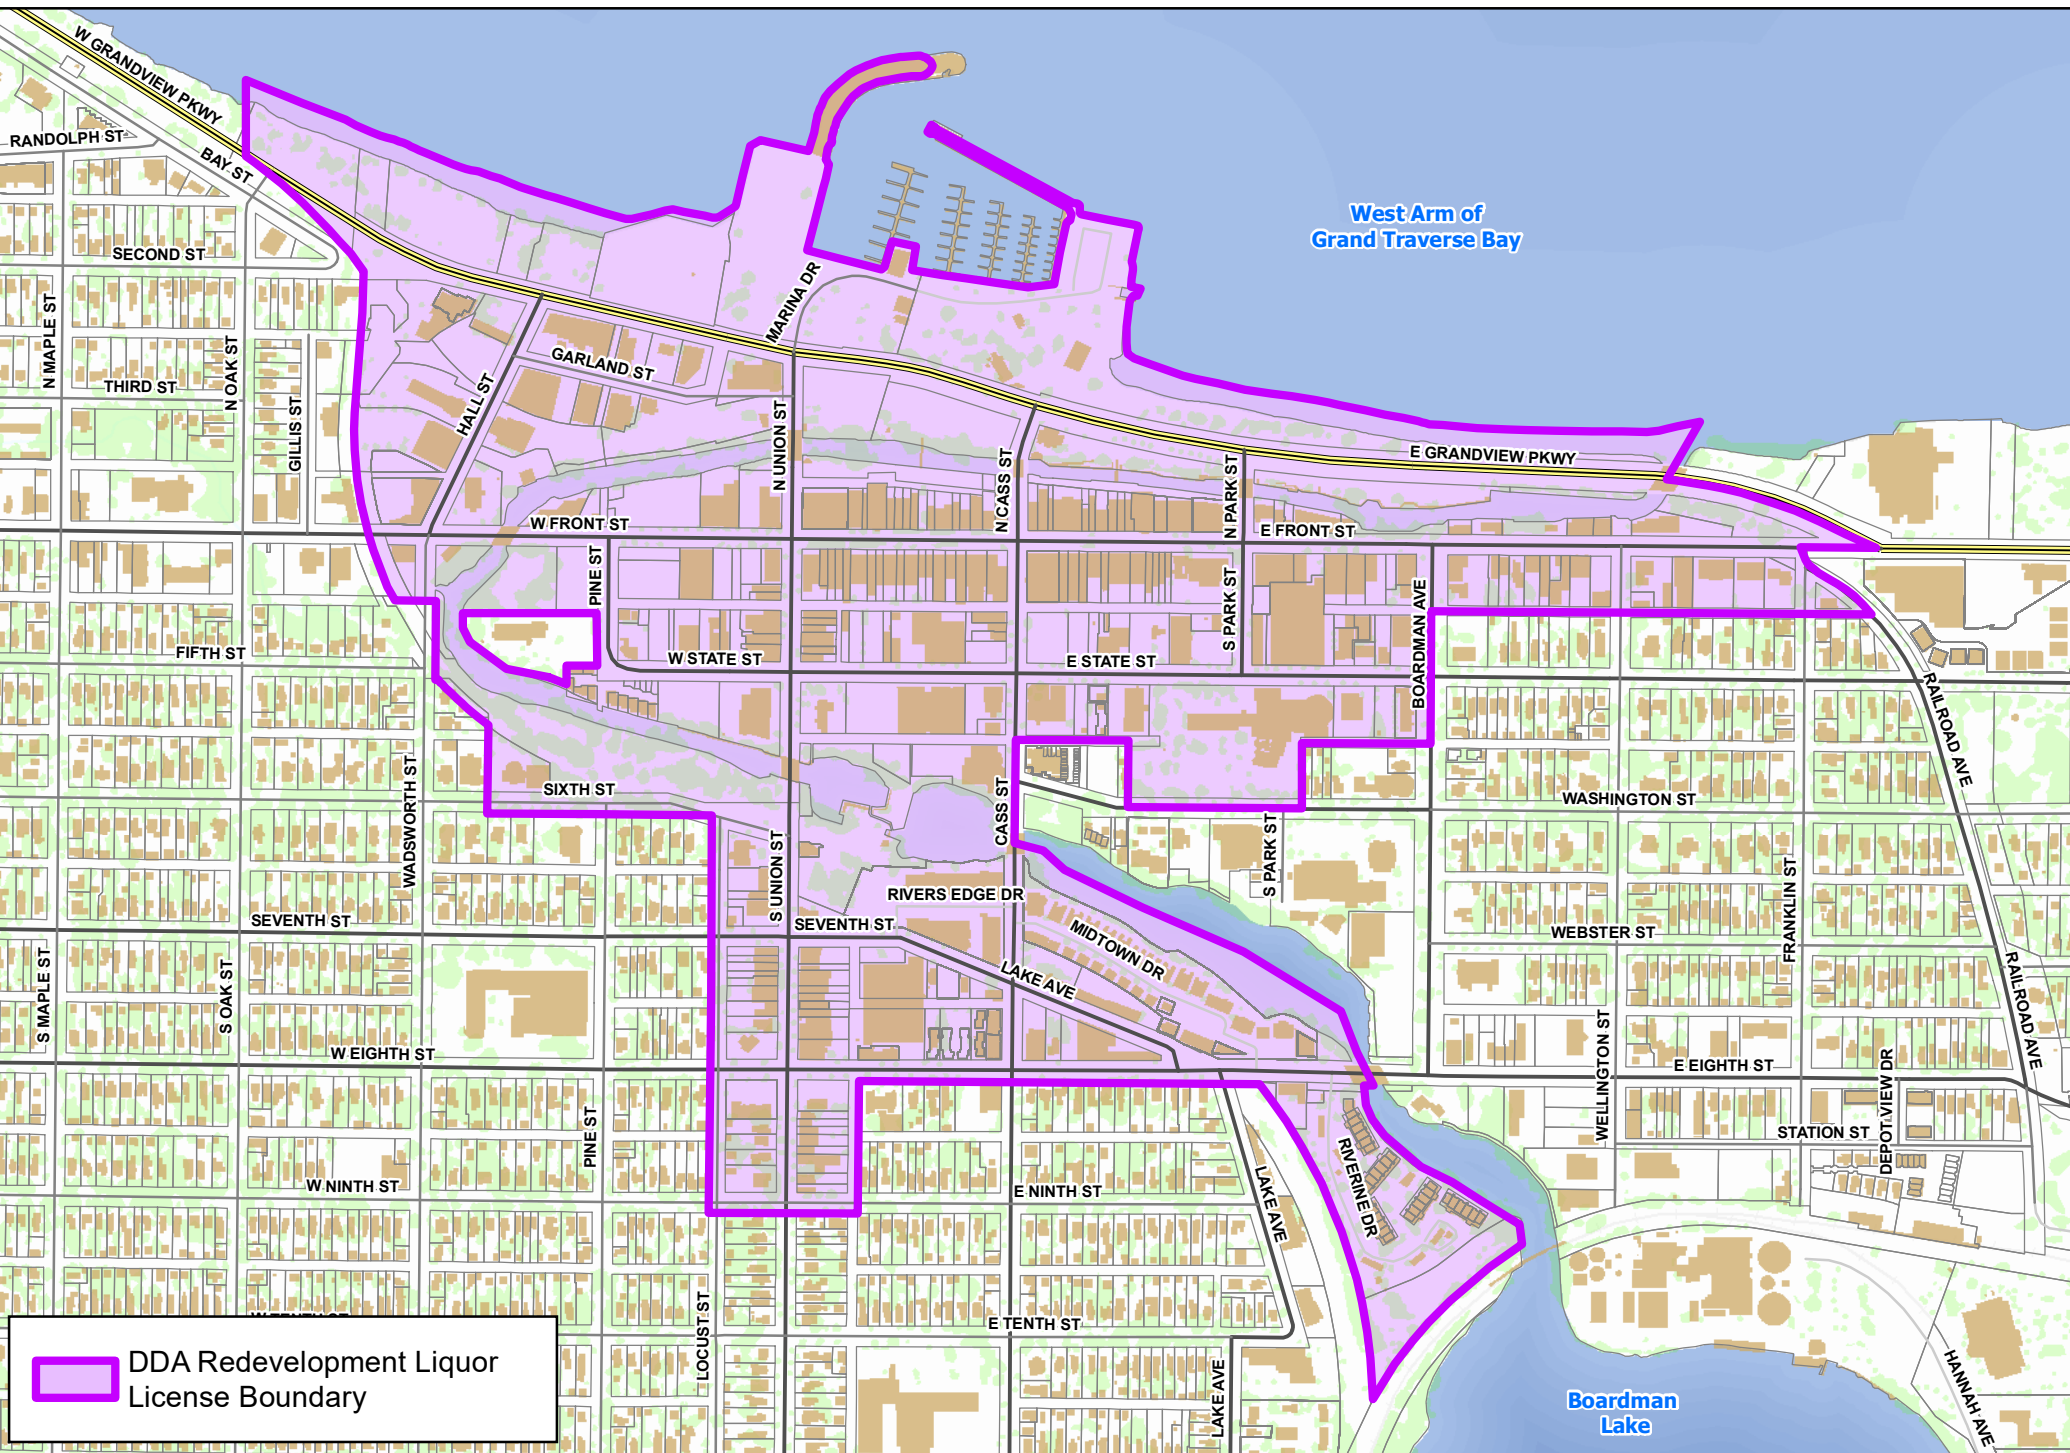 W GRANDVIEW PKWY
RANDOLPH ST
BAY ST
West Arm of
Grand Traverse Bay
SECOND ST
MARINA DR
N MAPLE ST
N OAK ST
THIRD ST
GARLAND ST
HALL ST
GILLIS ST
N UNION ST
N CASS ST
N PARK ST
E GRANDVIEW PKWY
W FRONT ST
E FRONT ST
PINE ST
S PARK ST
BOARDMAN AVE
FIFTH ST
W STATE ST
E STATE ST
RAILROAD AVE
WADSWORTH ST
SIXTH ST
CASS ST
WASHINGTON ST
S UNION ST
S PARK ST
FRANKLIN ST
RIVERS EDGE DR
SEVENTH ST
SEVENTH ST
MIDTOWN DR
WEBSTER ST
S MAPLE ST
S OAK ST
LAKE AVE
RAILROAD AVE
W EIGHTH ST
E EIGHTH ST
WELLINGTON ST
DEPOT VIEW DR
PINE ST
STATION ST
RIVERINE DR
W NINTH ST
E NINTH ST
LAKE AVE
LOCUST ST
W TENTH ST
E TENTH ST
LAKE AVE
HANNAH AVE
Boardman
Lake
DDA Redevelopment Liquor
License Boundary